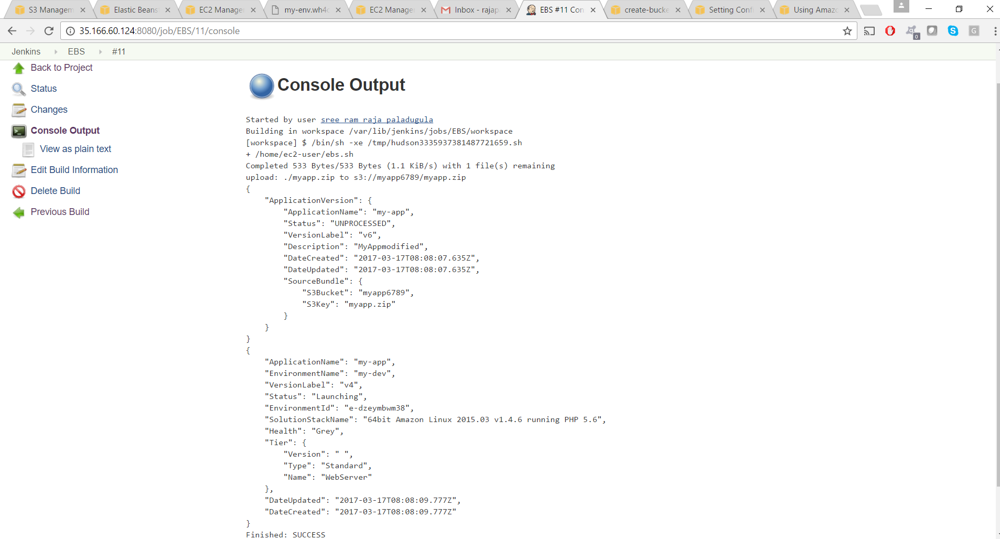 S3 Managem
Elastic Beans
EC2 Manage
my-env.wh4
EC2 Manage
Inbox - rajap
EBS #11 Con
create-bucke
Setting Conf
Using Amazo
35.166.60.124:8080/job/EBS/11/console
0
S
G
Jenkins
EBS
#11
Back to Project
Status
Changes
Console Output
View as plain text
Edit Build Information
Delete Build
Previous Build
Console Output
Started by user sree ram raja paladugula
Building in workspace /var/lib/jenkins/jobs/EBS/workspace
[workspace] $ /bin/sh -xe /tmp/hudson3335937381487721659.sh
+ /home/ec2-user/ebs.sh
Completed 533 Bytes/533 Bytes (1.1 KiB/s) with 1 file(s) remaining
upload: ./myapp.zip to s3://myapp6789/myapp.zip
{
    "ApplicationVersion": {
        "ApplicationName": "my-app",
        "Status": "UNPROCESSED",
        "VersionLabel": "v6",
        "Description": "MyAppmodified",
        "DateCreated": "2017-03-17T08:08:07.635Z",
        "DateUpdated": "2017-03-17T08:08:07.635Z",
        "SourceBundle": {
            "S3Bucket": "myapp6789",
            "S3Key": "myapp.zip"
        }
    }
}
{
    "ApplicationName": "my-app",
    "EnvironmentName": "my-dev",
    "VersionLabel": "v4",
    "Status": "Launching",
    "EnvironmentId": "e-dzeymbwm38",
    "SolutionStackName": "64bit Amazon Linux 2015.03 v1.4.6 running PHP 5.6",
    "Health": "Grey",
    "Tier": {
        "Version": " ",
        "Type": "Standard",
        "Name": "WebServer"
    },
    "DateUpdated": "2017-03-17T08:08:09.777Z",
    "DateCreated": "2017-03-17T08:08:09.777Z"
}
Finished: SUCCESS